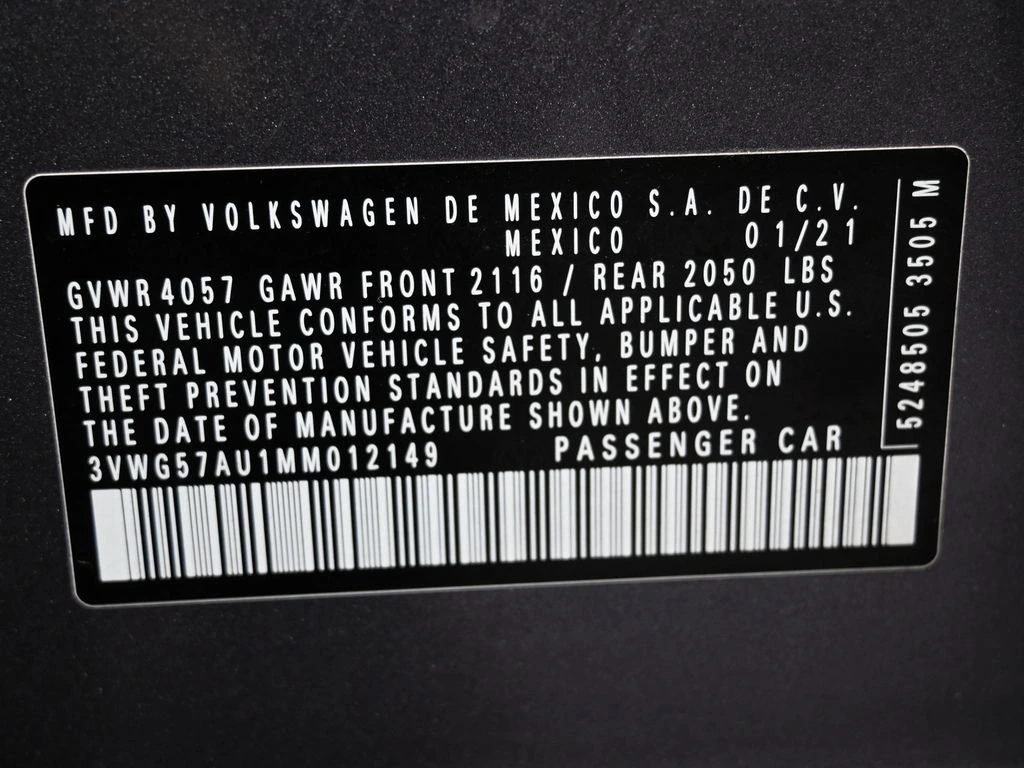 MFD BY VOLKSWAGEN DE MEXICO S.A. DE C.V.
MEXICO 01/21
GVWR 4057 GAWR FRONT 2116 / REAR 2050 LBS
THIS VEHICLE CONFORMS TO ALL APPLICABLE U.S.
FEDERAL MOTOR VEHICLE SAFETY, BUMPER AND
THEFT PREVENTION STANDARDS IN EFFECT ON
THE DATE OF MANUFACTURE SHOWN ABOVE.
3VWG57AU1MM012149 PASSENGER CAR
5248505 3505 M